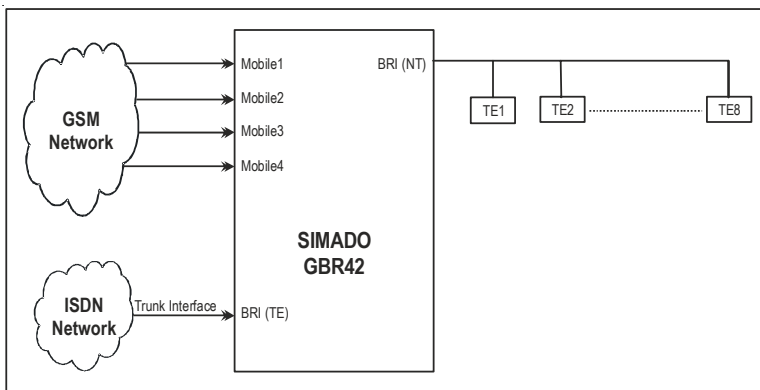 GSM
Network
Mobile1
Mobile2
Mobile3
Mobile4
BRI (NT)
TE1
TE2
TE8
SIMADO
GBR42
ISDN
Network
Trunk Interface
BRI (TE)